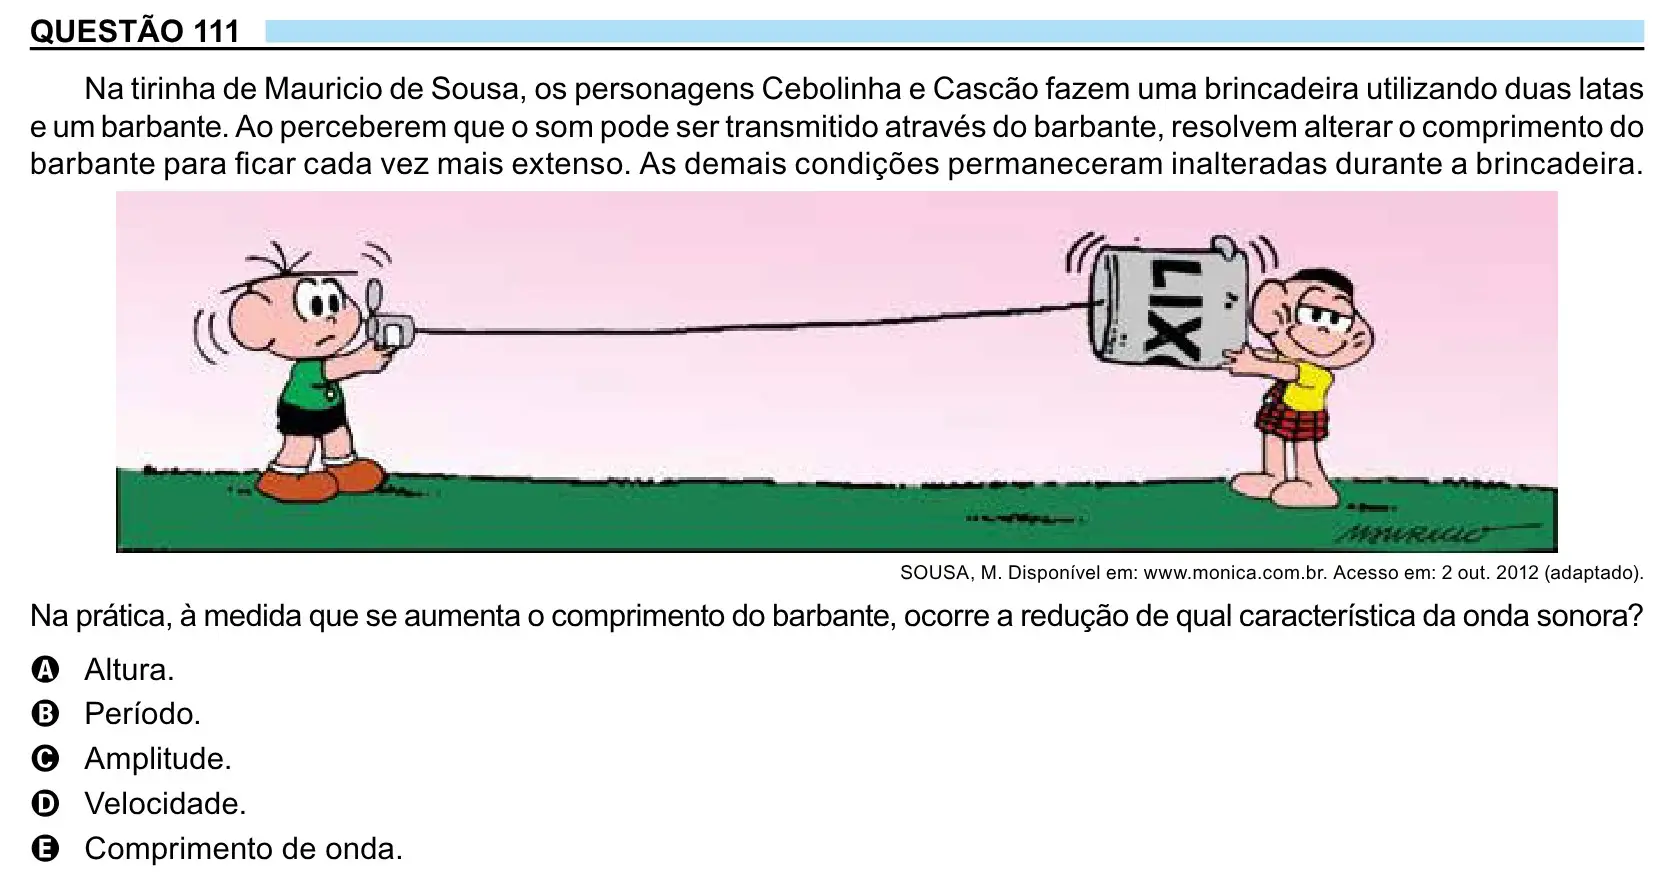 QUESTÃO 111
Na tirinha de Mauricio de Sousa, os personagens Cebolinha e Cascão fazem uma brincadeira utilizando duas latas
e um barbante. Ao perceberem que o som pode ser transmitido através do barbante, resolvem alterar o comprimento do
barbante para ficar cada vez mais extenso. As demais condições permaneceram inalteradas durante a brincadeira.
LIX
MAURICIO
SOUSA, M. Disponível em: www.monica.com.br. Acesso em: 2 out. 2012 (adaptado).
Na prática, à medida que se aumenta o comprimento do barbante, ocorre a redução de qual característica da onda sonora?
A Altura.
B Período.
C Amplitude.
D Velocidade.
E Comprimento de onda.